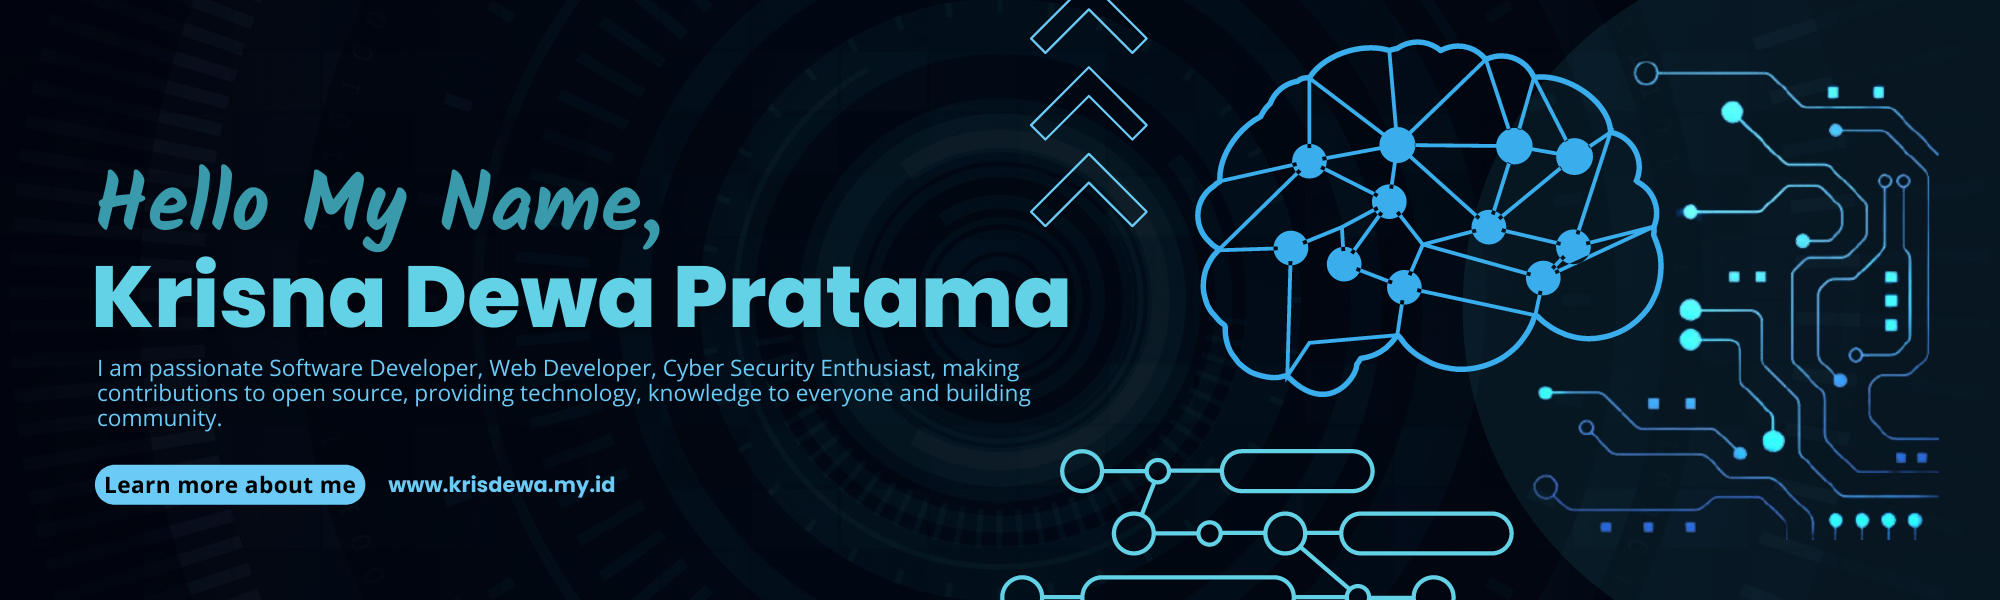 Hello My Name,
Krisna Dewa Pratama
I am passionate Software Developer, Web Developer, Cyber Security Enthusiast, making
contributions to open source, providing technology, knowledge to everyone and building
community.
Learn more about me www.krisdewa.my.id